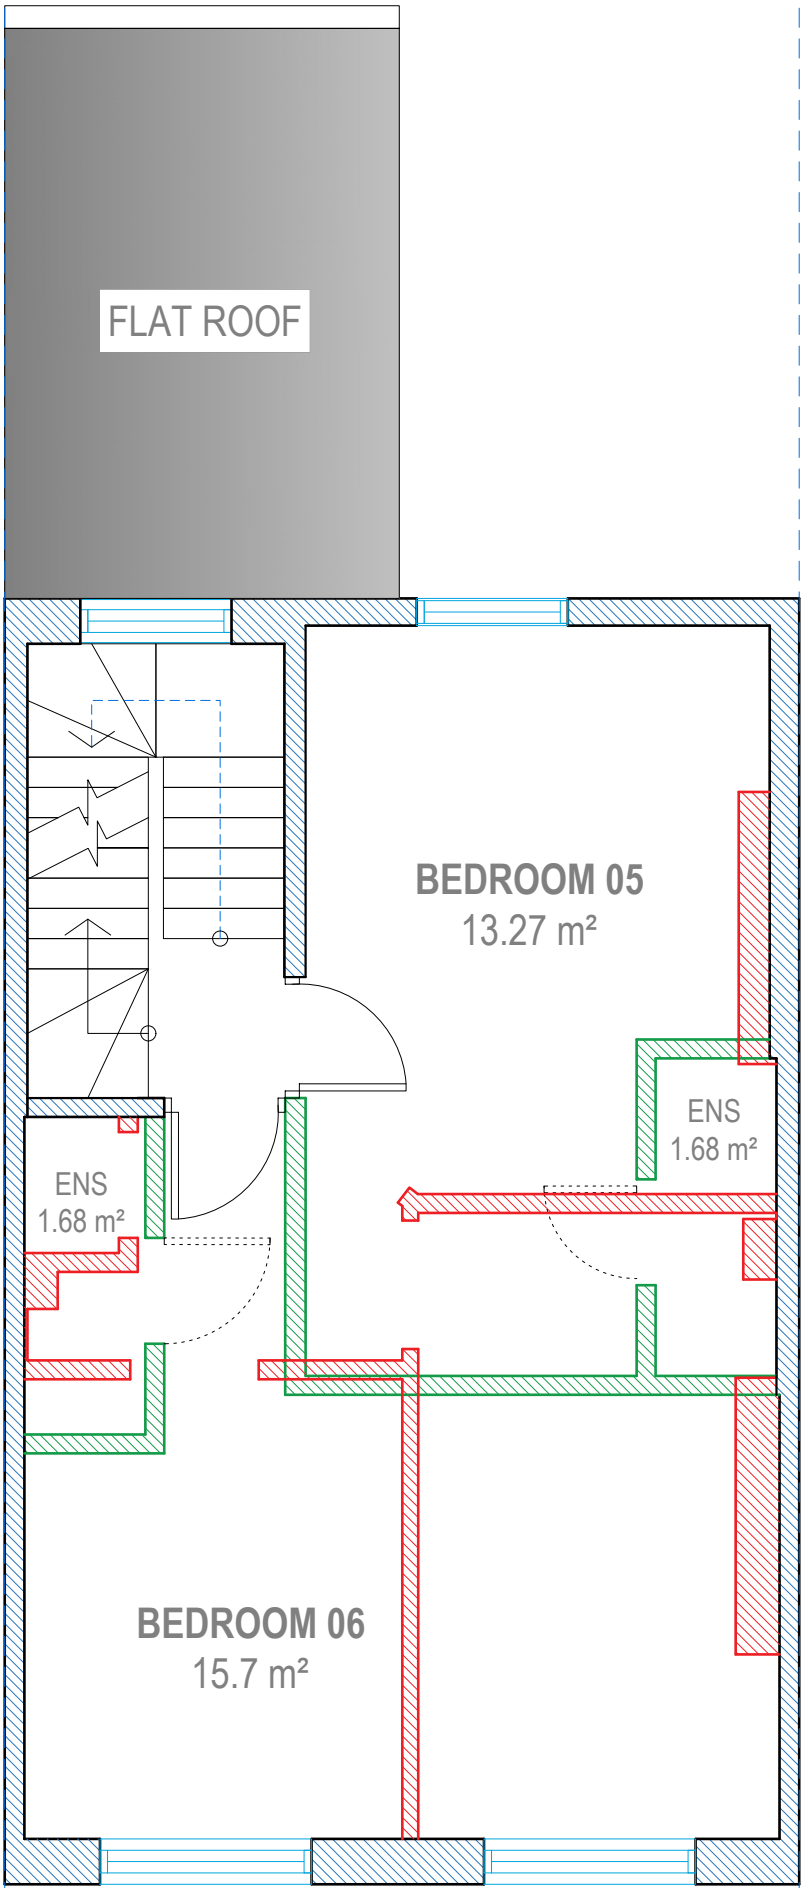 FLAT ROOF
BEDROOM 05
13.27 m²
ENS
1.68 m²
ENS
1.68 m²
BEDROOM 06
15.7 m²